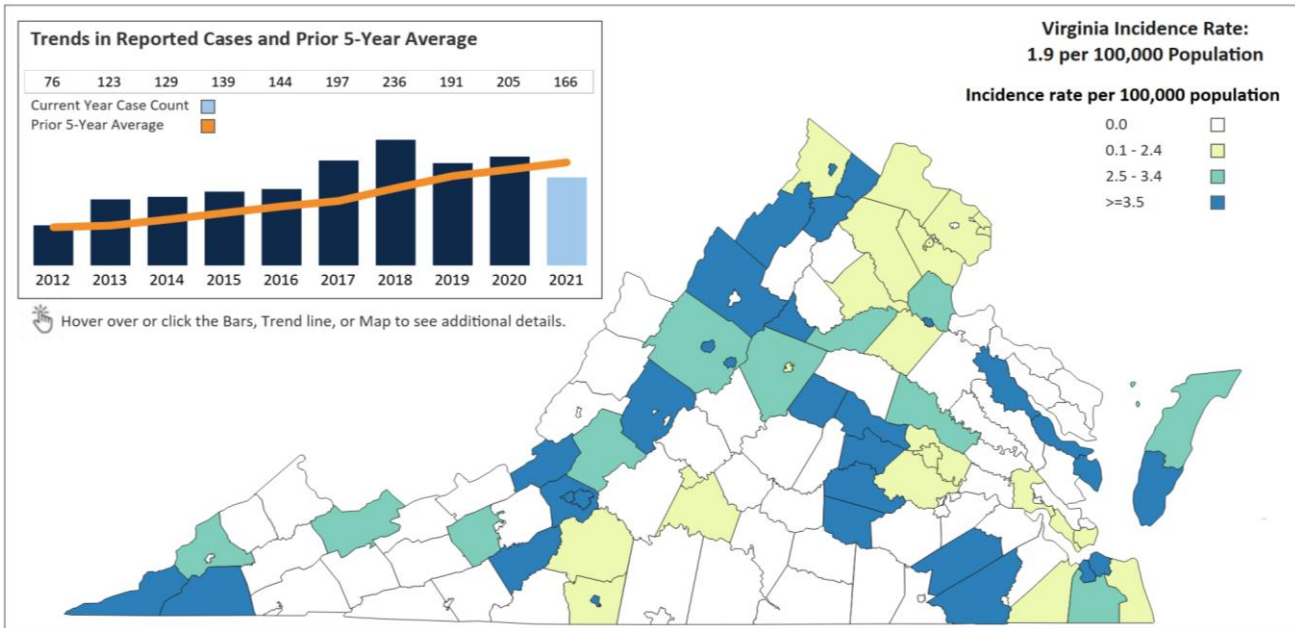 Trends in Reported Cases and Prior 5-Year Average
76 123 129 139 144 197 236 191 205 166
Current Year Case Count
Prior 5-Year Average
2012 2013 2014 2015 2016 2017 2018 2019 2020 2021
Hover over or click the Bars, Trend line, or Map to see additional details.
Virginia Incidence Rate:
1.9 per 100,000 Population
Incidence rate per 100,000 population
0.0
0.1 - 2.4
2.5 - 3.4
>=3.5